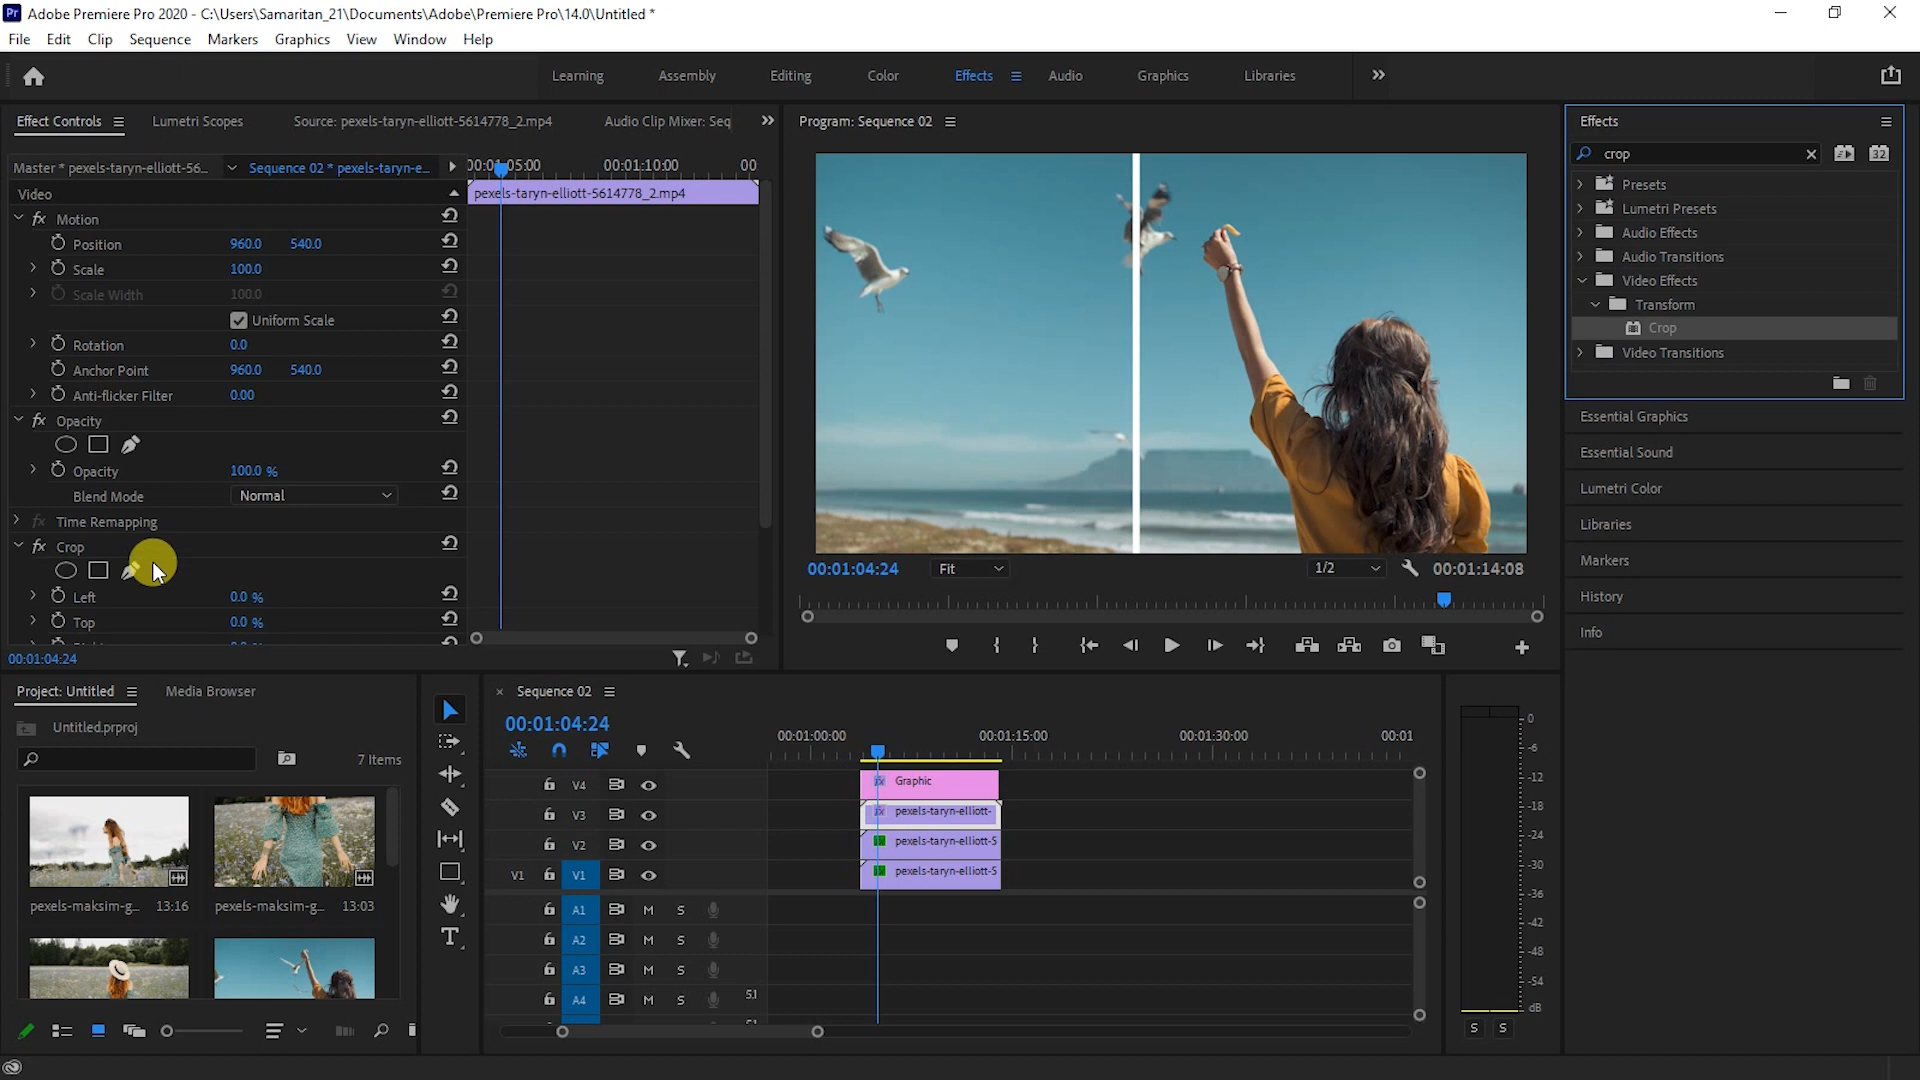 Pr Adobe Premiere Pro 2020 - C:\Users\Samaritan_21\Documents\Adobe\Premiere Pro\14.0\Untitled *
File Edit Clip Sequence Markers Graphics View Window Help
Learning Assembly Editing Color Effects Audio Graphics Libraries
Effect Controls Lumetri Scopes Source: pexels-taryn-elliott-5614778_2.mp4 Audio Clip Mixer: Seq
Master * pexels-taryn-elliott-56... Sequence 02 * pexels-taryn-e...
00:01:05:00 00:01:10:00 00
Video
pexels-taryn-elliott-5614778_2.mp4
fx Motion
Position 960.0 540.0
Scale 100.0
Scale Width 100.0
Uniform Scale
Rotation 0.0
Anchor Point 960.0 540.0
Anti-flicker Filter 0.00
fx Opacity
Opacity 100.0 %
Blend Mode Normal
fx Time Remapping
fx Crop
Left 0.0 %
Top 0.0 %
00:01:04:24
Program: Sequence 02
00:01:04:24 Fit 1/2 00:01:14:08
Effects
crop
32
Presets
Lumetri Presets
Audio Effects
Audio Transitions
Video Effects
Transform
Crop
Video Transitions
Essential Graphics
Essential Sound
Lumetri Color
Libraries
Markers
History
Info
Project: Untitled Media Browser
Untitled.prproj
7 Items
pexels-maksim-g... 13:16
pexels-maksim-g... 13:03
T
× Sequence 02
00:01:04:24
00:01:00:00 00:01:15:00 00:01:30:00 00:01
V4 fx Graphic
V3 fx pexels-taryn-elliott-
V2 pexels-taryn-elliott-5
V1 V1 pexels-taryn-elliott-5
A1 M S
A2 M S
A3 M S
A4 M S 5.1
0
-6
-12
-18
-24
-30
-36
-42
-48
-54
dB
S S